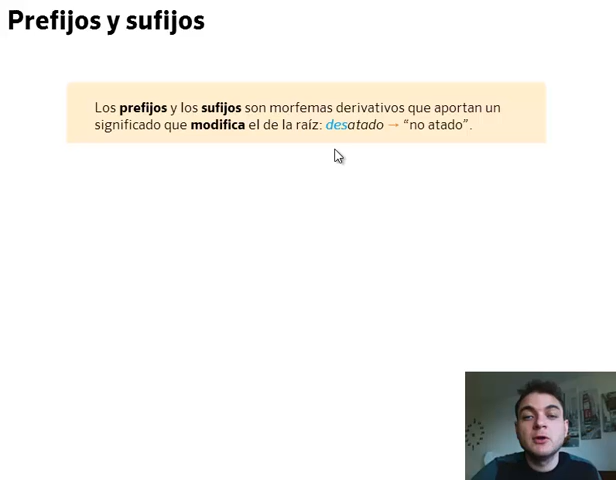 Prefijos y sufijos
Los prefijos y los sufijos son morfemas derivativos que aportan un
significado que modifica el de la raíz: desatado → “no atado”.